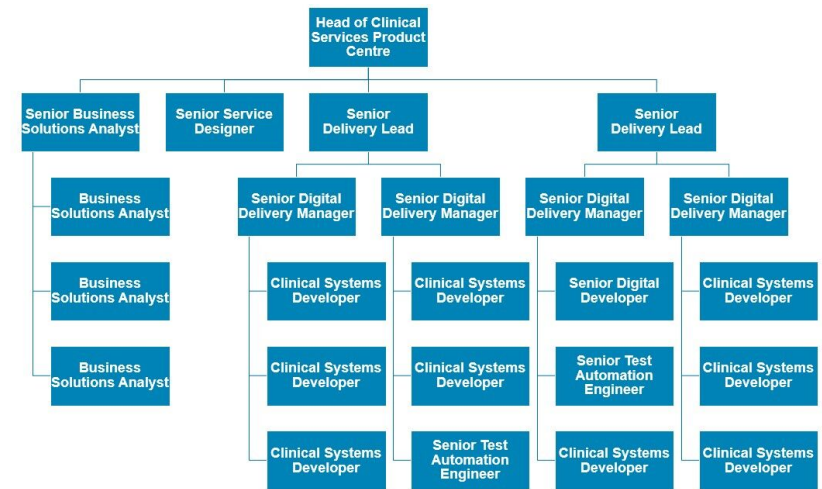 Head of Clinical
Services Product
Centre
Senior Business
Solutions Analyst
Senior Service
Designer
Senior
Delivery Lead
Senior
Delivery Lead
Business
Solutions Analyst
Senior Digital
Delivery Manager
Senior Digital
Delivery Manager
Senior Digital
Delivery Manager
Senior Digital
Delivery Manager
Business
Solutions Analyst
Clinical Systems
Developer
Clinical Systems
Developer
Senior Digital
Developer
Clinical Systems
Developer
Business
Solutions Analyst
Clinical Systems
Developer
Clinical Systems
Developer
Senior Test
Automation
Engineer
Clinical Systems
Developer
Clinical Systems
Developer
Senior Test
Automation
Engineer
Clinical Systems
Developer
Clinical Systems
Developer